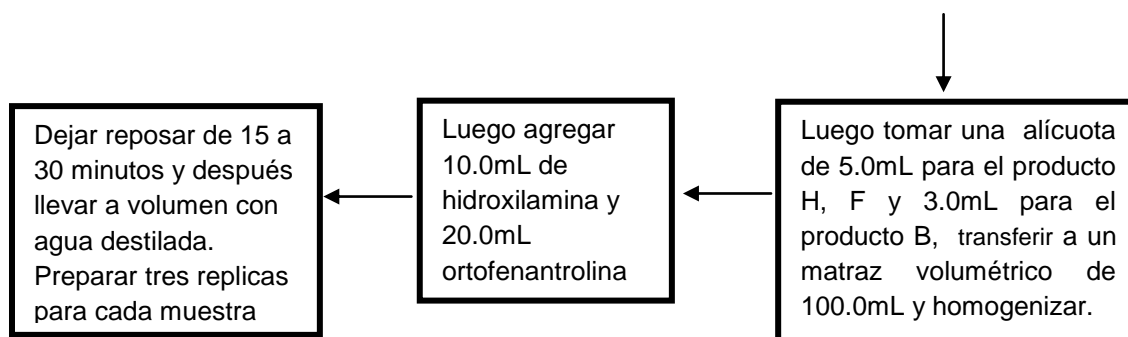 Luego tomar una alícuota
de 5.0mL para el producto
H, F y 3.0mL para el
producto B, transferir a un
matraz volumétrico de
100.0mL y homogenizar.
Luego agregar
10.0mL de
hidroxilamina y
20.0mL
ortofenantrolina
Dejar reposar de 15 a
30 minutos y después
llevar a volumen con
agua destilada.
Preparar tres replicas
para cada muestra